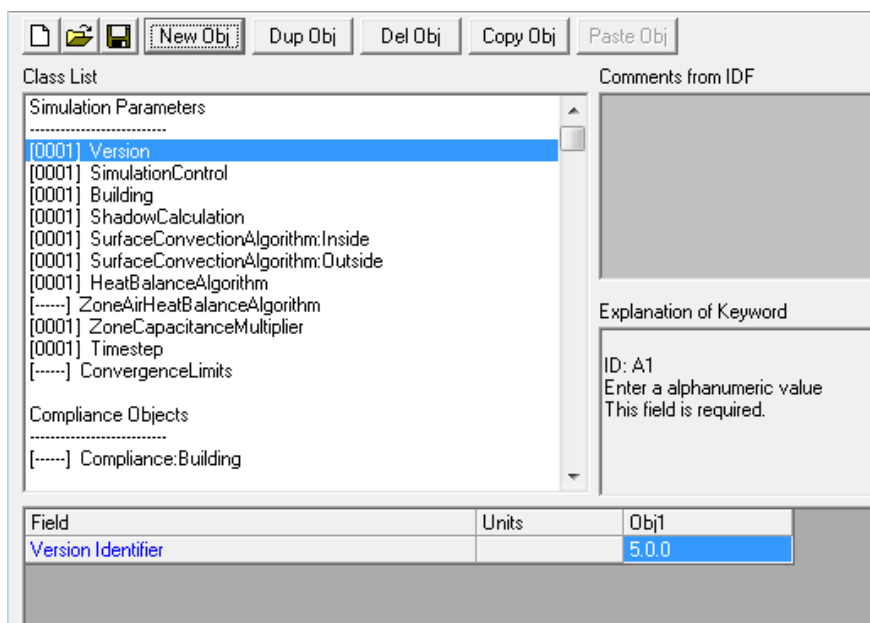 New Obj Dup Obj Del Obj Copy Obj Paste Obj
Class List
Simulation Parameters
--------------------------
[0001] Version
[0001] SimulationControl
[0001] Building
[0001] ShadowCalculation
[0001] SurfaceConvectionAlgorithm:Inside
[0001] SurfaceConvectionAlgorithm:Outside
[0001] HeatBalanceAlgorithm
[------] ZoneAirHeatBalanceAlgorithm
[0001] ZoneCapacitanceMultiplier
[0001] Timestep
[------] ConvergenceLimits
Compliance Objects
--------------------------
[------] Compliance:Building
Comments from IDF
Explanation of Keyword
ID: A1
Enter a alphanumeric value
This field is required.
Field Units Obj1
Version Identifier 5.0.0